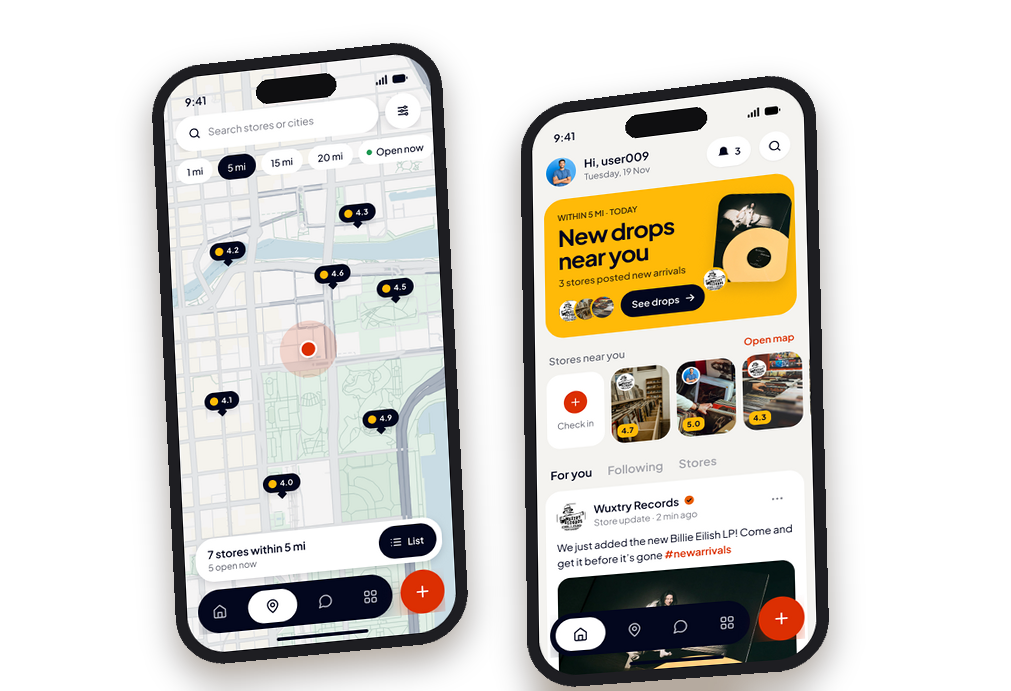 9:41
Search stores or cities
1 mi
5 mi
15 mi
20 mi
Open now
4.3
4.2
4.6
4.5
4.1
4.9
4.0
7 stores within 5 mi
5 open now
List
9:41
Hi, user009
Tuesday, 19 Nov
3
WITHIN 5 MI · TODAY
New drops
near you
3 stores posted new arrivals
See drops
Stores near you
Open map
Check in
4.7
5.0
4.3
For you
Following
Stores
WUXTRY
RECORDS
Wuxtry Records
Store update · 2 min ago
We just added the new Billie Eilish LP! Come and
get it before it's gone #newarrivals